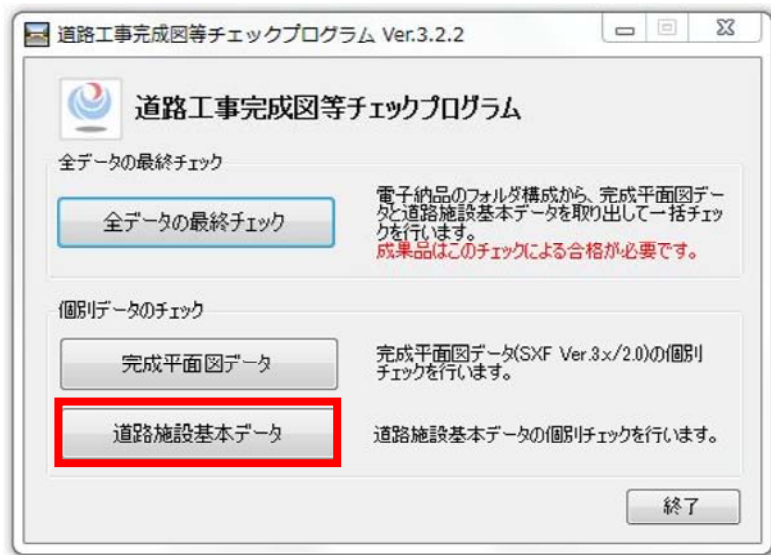 道路工事完成図等チェックプログラム Ver.3.2.2
道路工事完成図等チェックプログラム
全データの最終チェック
全データの最終チェック
電子納品のフォルダ構成から、完成平面図デー
タと道路施設基本データを取り出して一括チェッ
クを行います。
成果品はこのチェックによる合格が必要です。
個別データのチェック
完成平面図データ
完成平面図データ(SXF Ver.3x/2.0)の個別
チェックを行います。
道路施設基本データ
道路施設基本データの個別チェックを行います。
終了